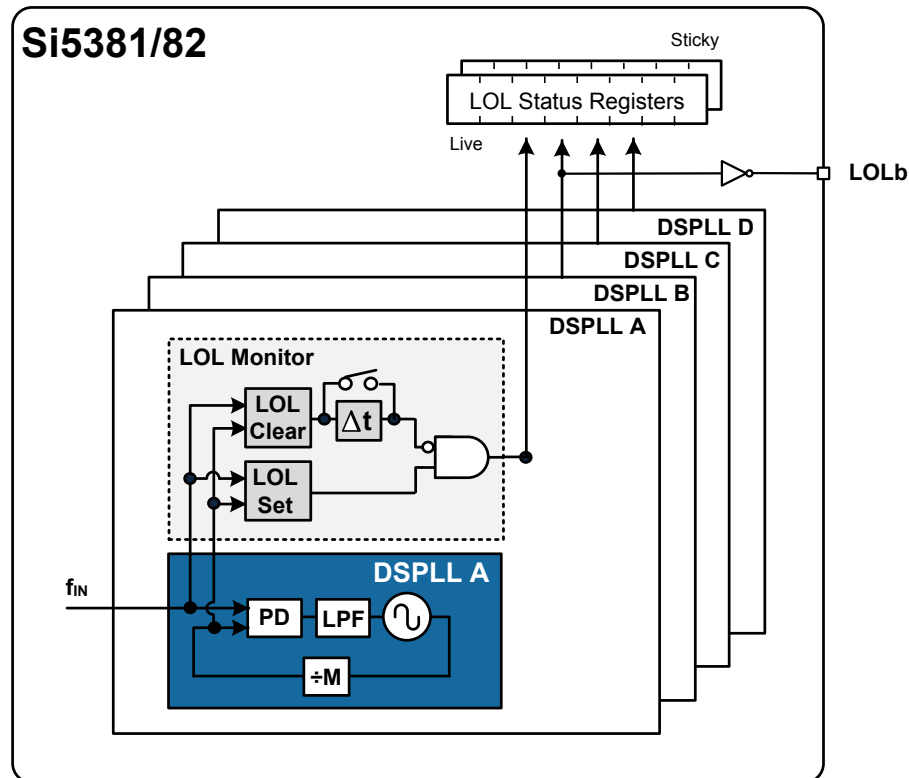 Si5381/82
Sticky
LOL Status Registers
Live
LOLb
DSPLL D
DSPLL C
DSPLL B
DSPLL A
LOL Monitor
LOL
Clear
Δt
LOL
Set
DSPLL A
fIN
PD
LPF
÷M